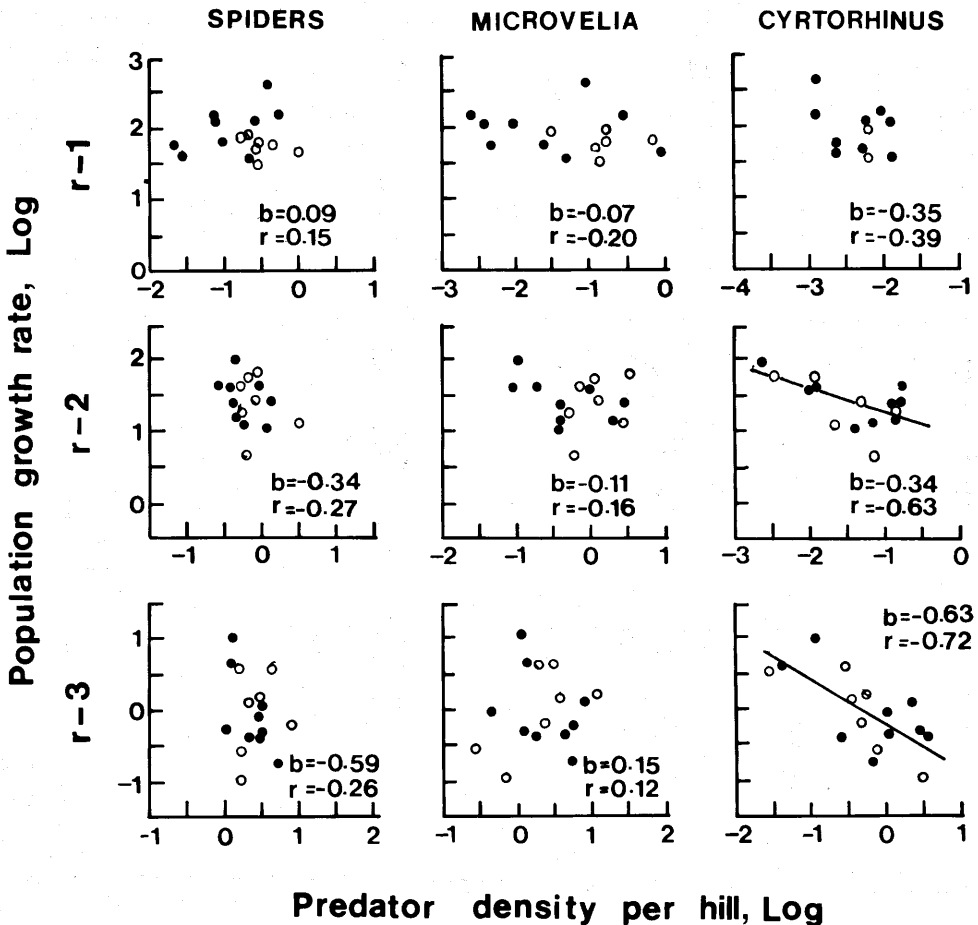 SPIDERS MICROVELIA CYRTORHINUS
Population growth rate, Log
r-1
3
2
1
0
b=0.09
r=0.15
-2 -1 0 1
b=-0.07
r=-0.20
-3 -2 -1 0
b=-0.35
r=-0.39
-4 -3 -2 -1
r-2
2
1
0
b=-0.34
r=-0.27
-1 0 1
b=-0.11
r=-0.16
-1 0 1
b=-0.34
r=-0.63
-3 -2 -1 0
r-3
1
0
-1
b=-0.59
r=-0.26
-1 0 1 2
b=0.15
r=0.12
-1 0 1
b=-0.63
r=-0.72
-2 -1 0 1
Predator density per hill, Log